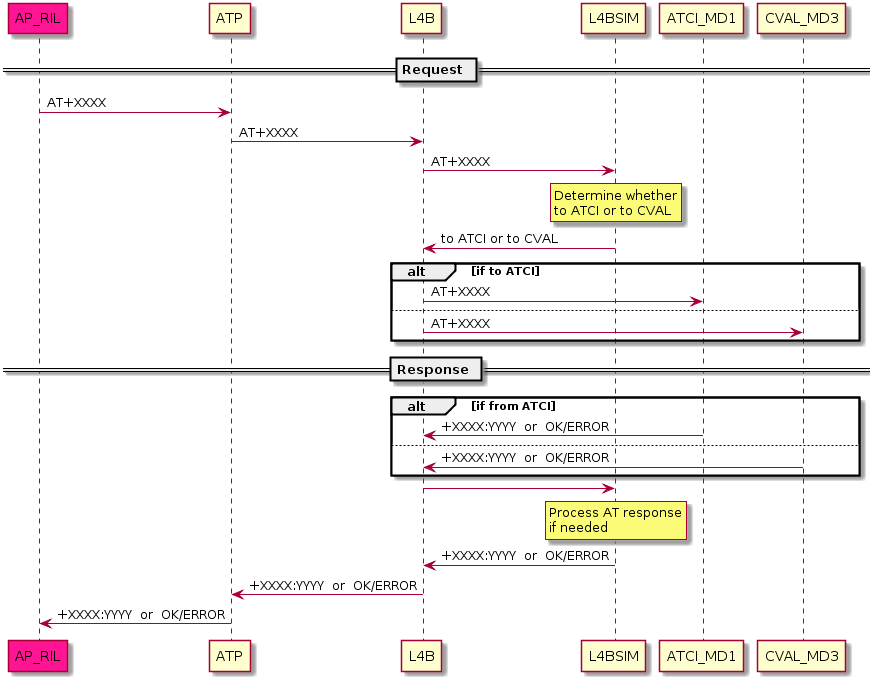 AP_RIL ATP L4B L4BSIM ATCI_MD1 CVAL_MD3
Request
AT+XXXX
AT+XXXX
AT+XXXX
Determine whether
to ATCI or to CVAL
to ATCI or to CVAL
alt [if to ATCI]
AT+XXXX
AT+XXXX
Response
alt [if from ATCI]
+XXXX:YYYY or OK/ERROR
+XXXX:YYYY or OK/ERROR
Process AT response
if needed
+XXXX:YYYY or OK/ERROR
+XXXX:YYYY or OK/ERROR
+XXXX:YYYY or OK/ERROR
AP_RIL ATP L4B L4BSIM ATCI_MD1 CVAL_MD3